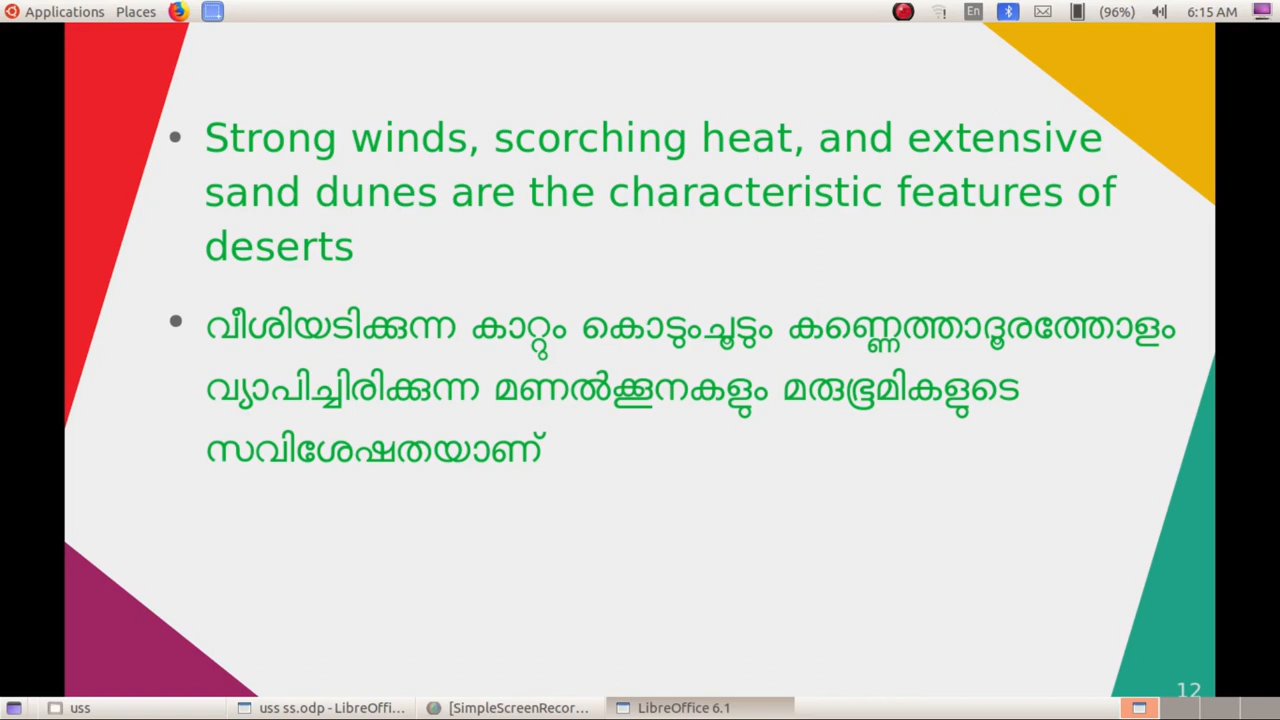 Applications Places En (96%) 6:15 AM
Strong winds, scorching heat, and extensive
sand dunes are the characteristic features of
deserts
വീശിയടിക്കുന്ന കാറ്റും കൊടുംചൂടും കണ്ണെത്താദൂരത്തോളം
വ്യാപിച്ചിരിക്കുന്ന മണൽക്കൂനകളും മരുഭൂമികളുടെ
സവിശേഷതയാണ്
12
uss uss ss.odp - LibreOffi... [SimpleScreenRecor... LibreOffice 6.1